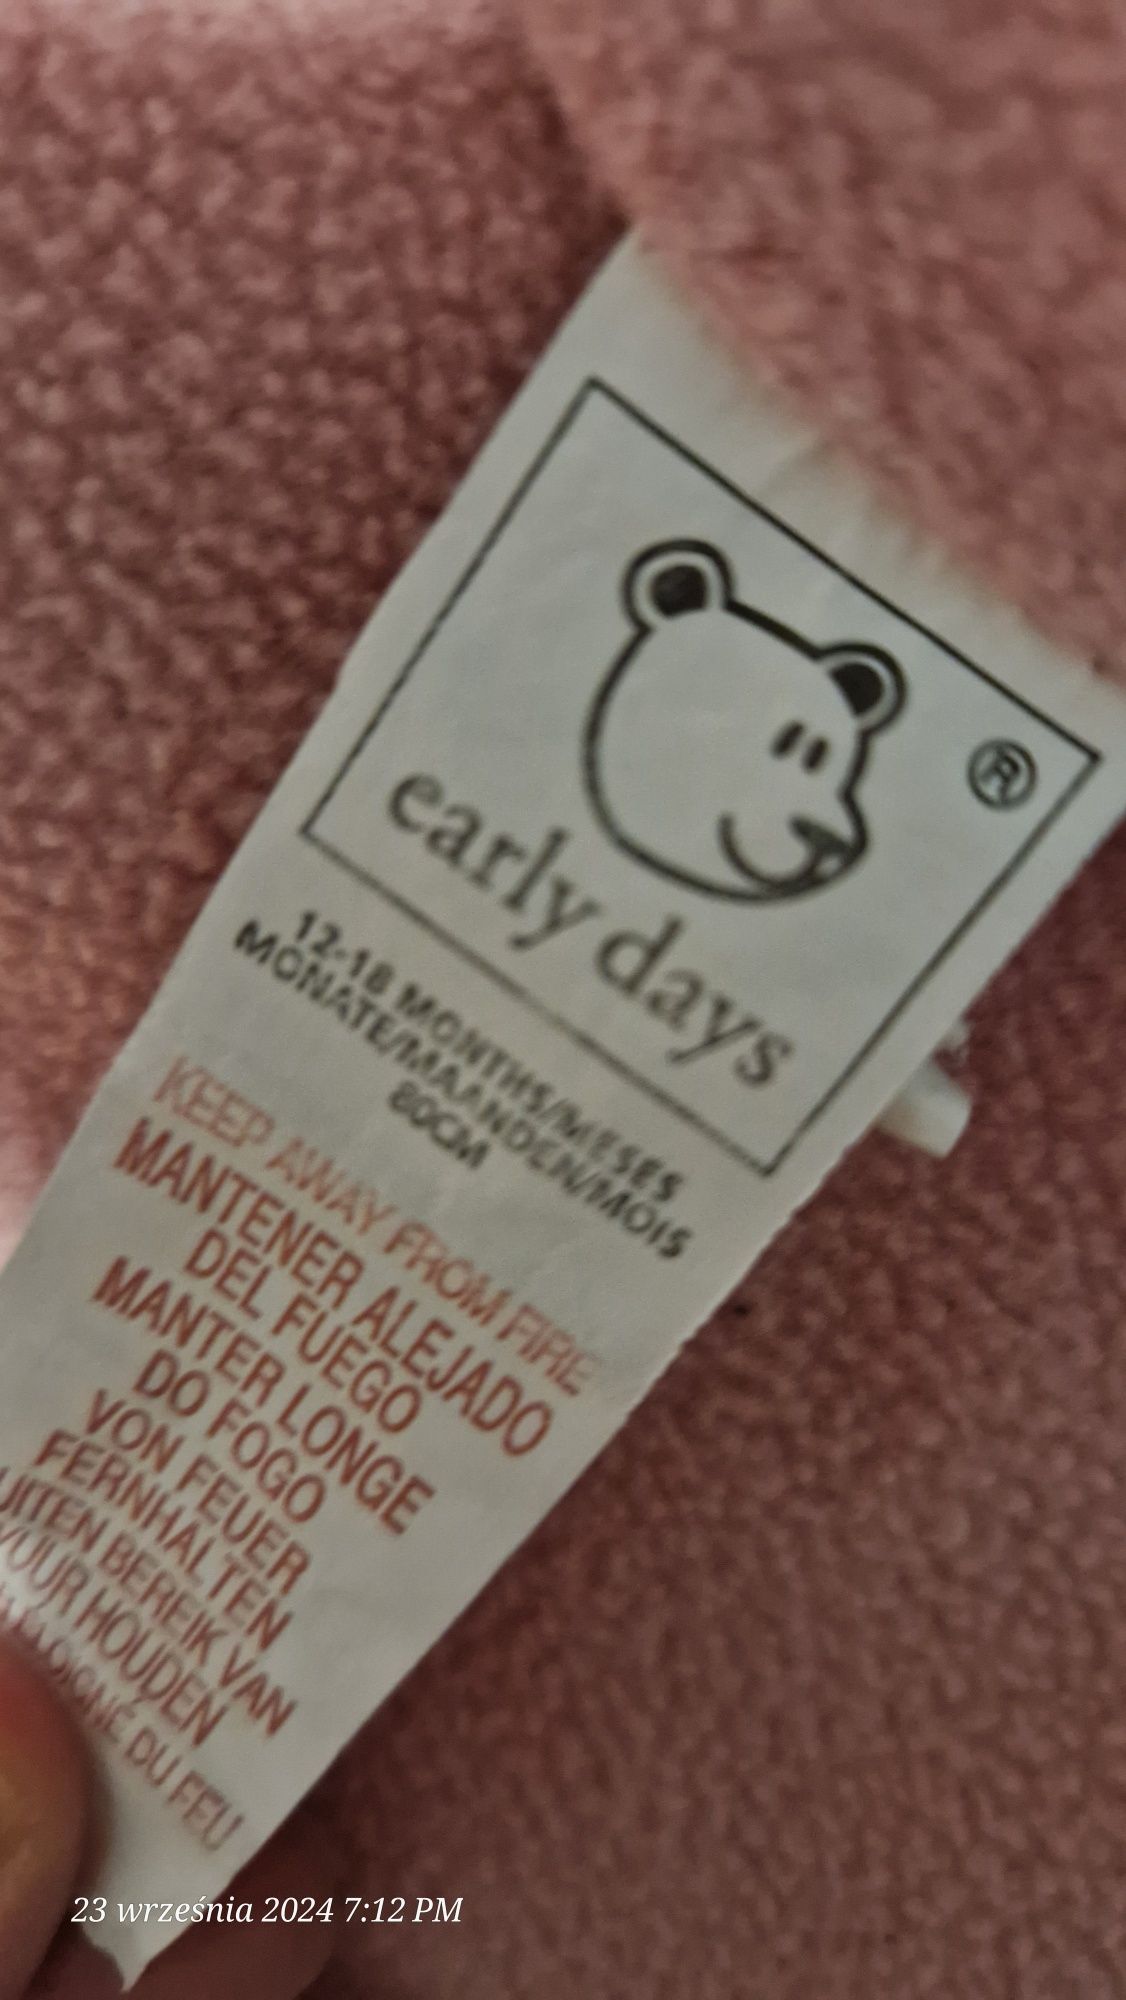 ®
early days
12-18 MONTHS/MESES
MONATE/MAANDEN/MOIS
80CM
KEEP AWAY FROM FIRE
MANTENER ALEJADO
DEL FUEGO
MANTER LONGE
DO FOGO
VON FEUER
FERNHALTEN
UITEN BEREIK VAN
VUUR HOUDEN
DU FEU
23 września 2024 7:12 PM